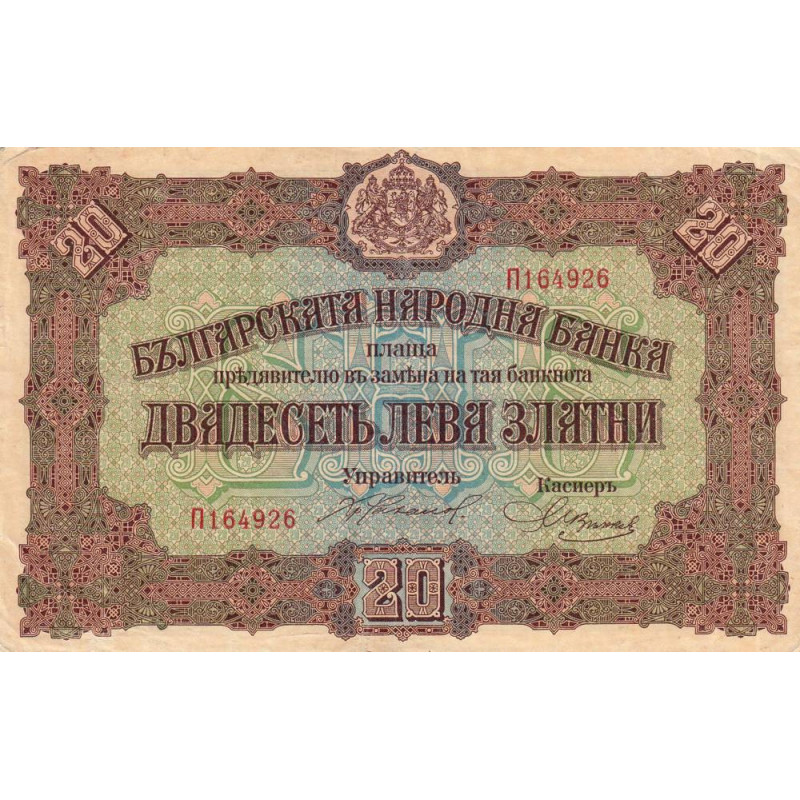 20 20
П164926
БЪЛГАРСКАТА НАРОДНА БАНКА
плаща
прѣдявителю въ замѣна на тая банкнота
ДВАДЕСЕТЬ ЛЕВА ЗЛАТНИ
Управитель Касиеръ
П164926
20